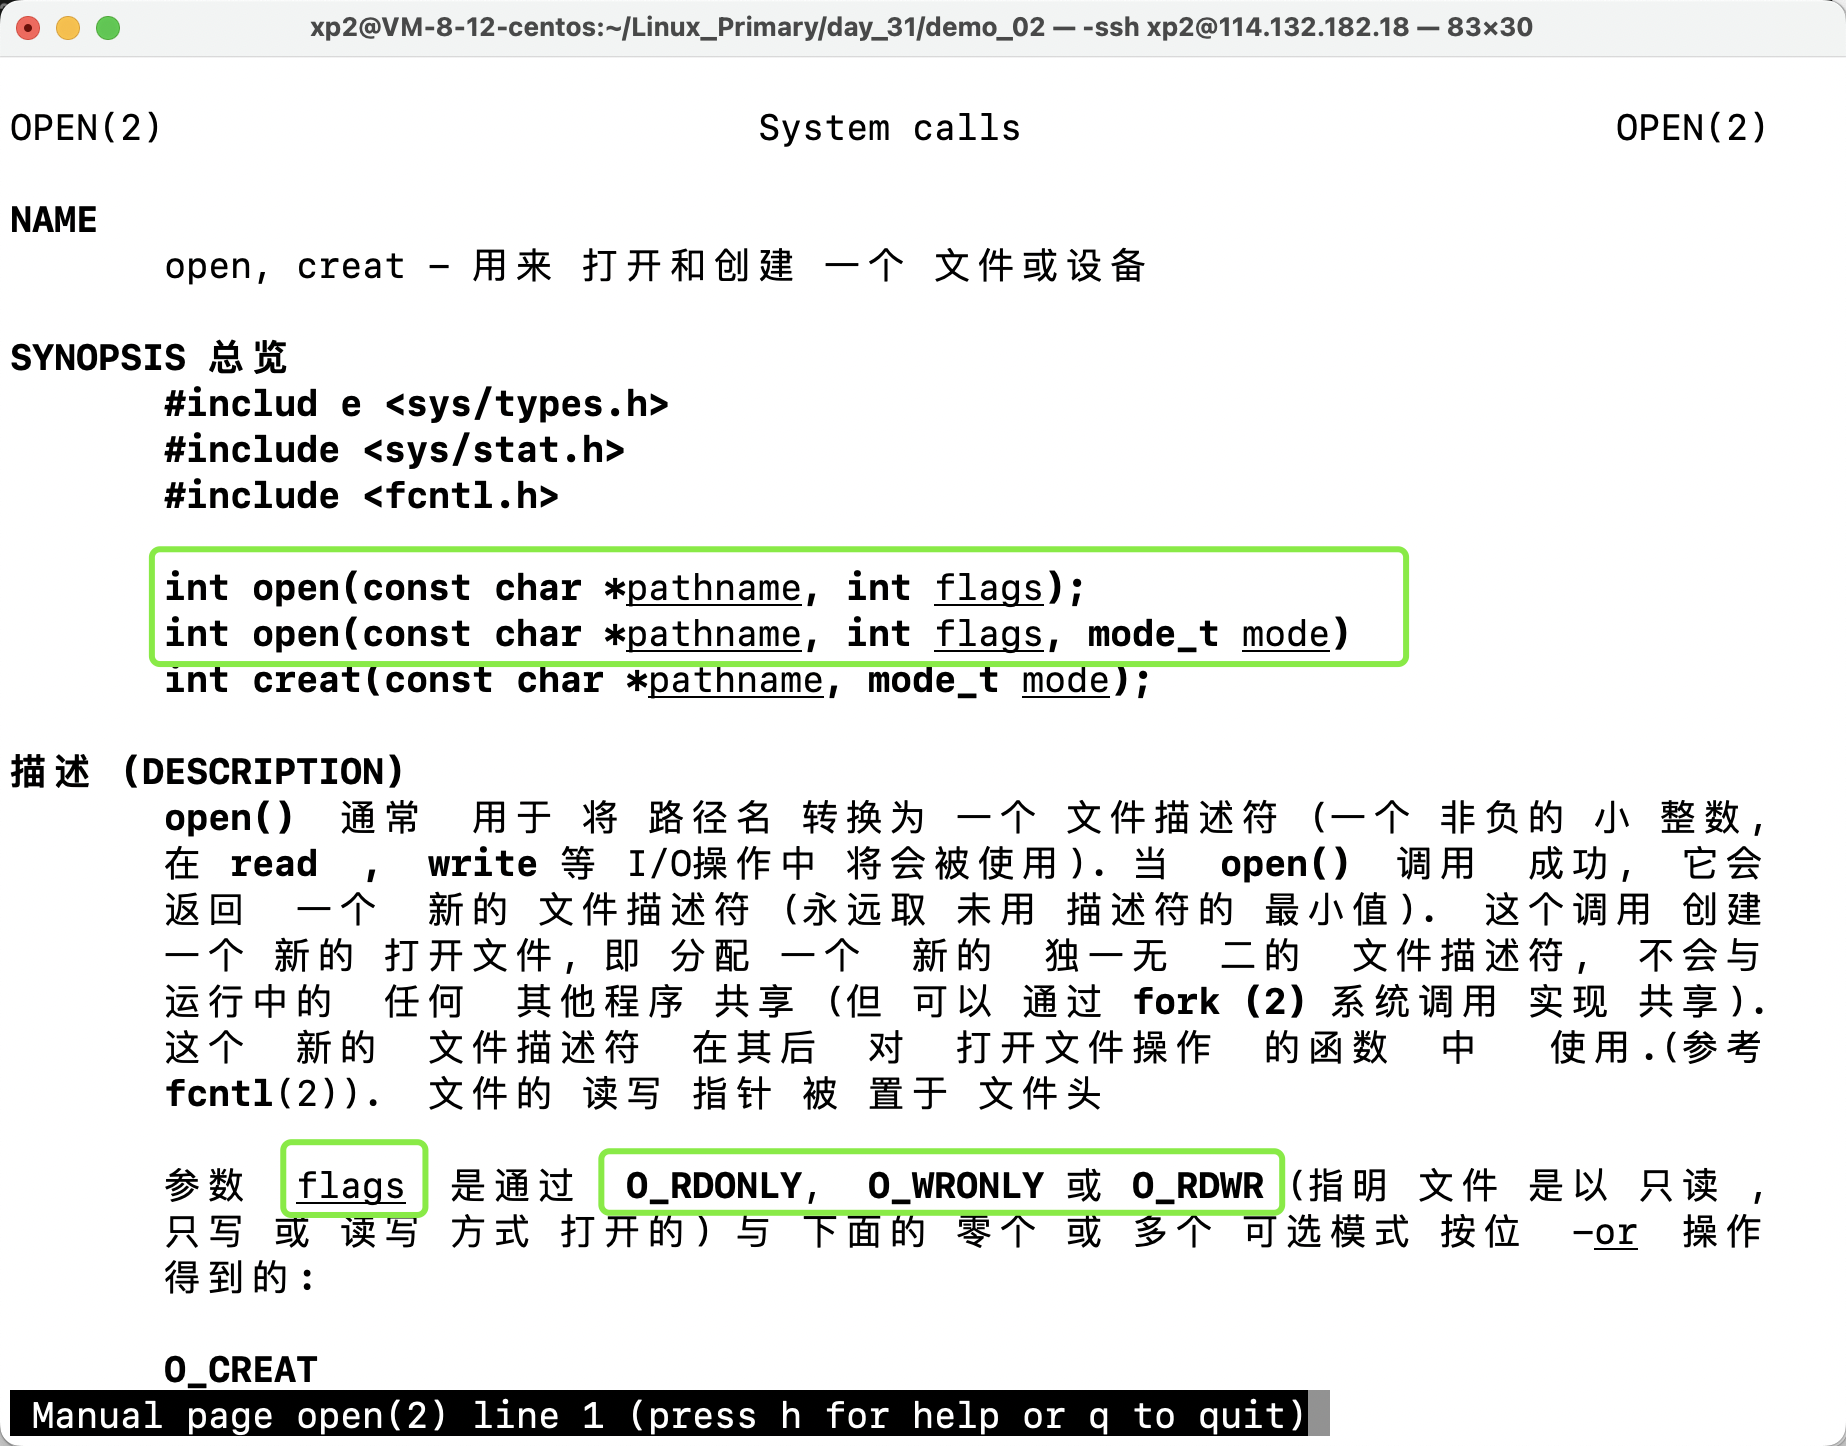 xp2@VM-8-12-centos:~/Linux_Primary/day_31/demo_02 — -ssh xp2@114.132.182.18 — 83×30
OPEN(2) System calls OPEN(2)
NAME
open, creat - 用来 打开和创建 一个 文件或设备
SYNOPSIS 总览
#includ e <sys/types.h>
#include <sys/stat.h>
#include <fcntl.h>
int open(const char *pathname, int flags);
int open(const char *pathname, int flags, mode_t mode)
int creat(const char *pathname, mode_t mode);
描述 (DESCRIPTION)
open() 通常 用于 将 路径名 转换为 一个 文件描述符 (一个 非负的 小 整数,
在 read , write 等 I/O操作中 将会被使用). 当 open() 调用 成功, 它会
返回 一个 新的 文件描述符 (永远取 未用 描述符的 最小值). 这个调用 创建
一个 新的 打开文件, 即 分配 一个 新的 独一无 二的 文件描述符, 不会与
运行中的 任何 其他程序 共享 (但 可以 通过 fork (2) 系统调用 实现 共享).
这个 新的 文件描述符 在其后 对 打开文件操作 的函数 中 使用.(参考
fcntl(2)). 文件的 读写 指针 被 置于 文件头
参数 flags 是通过 O_RDONLY, O_WRONLY 或 O_RDWR (指明 文件 是以 只读 ,
只写 或 读写 方式 打开的) 与 下面的 零个 或 多个 可选模式 按位 -or 操作
得到的:
O_CREAT
Manual page open(2) line 1 (press h for help or q to quit)